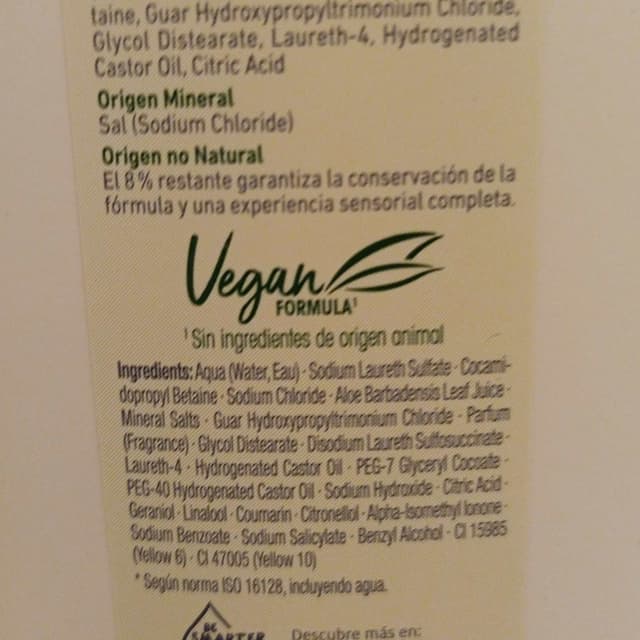 taine, Guar Hydroxypropyltrimonium Chloride,
Glycol Distearate, Laureth-4, Hydrogenated
Castor Oil, Citric Acid
Origen Mineral
Sal (Sodium Chloride)
Origen no Natural
El 8% restante garantiza la conservación de la
fórmula y una experiencia sensorial completa.
Vegan
FORMULA¹
¹Sin ingredientes de origen animal
Ingredients: Aqua (Water, Eau) · Sodium Laureth Sulfate · Cocami-
dopropyl Betaine · Sodium Chloride · Aloe Barbadensis Leaf Juice ·
Mineral Salts · Guar Hydroxypropyltrimonium Chloride · Parfum
(Fragrance) · Glycol Distearate · Disodium Laureth Sulfosuccinate ·
Laureth-4 · Hydrogenated Castor Oil · PEG-7 Glyceryl Cocoate ·
PEG-40 Hydrogenated Castor Oil · Sodium Hydroxide · Citric Acid ·
Geraniol · Linalool · Coumarin · Citronellol · Alpha-Isomethyl Ionone ·
Sodium Benzoate · Sodium Salicylate · Benzyl Alcohol · CI 15985
(Yellow 6) · CI 47005 (Yellow 10)
* Según norma ISO 16128, incluyendo agua.
BE
SMARTER
Descubre más en: